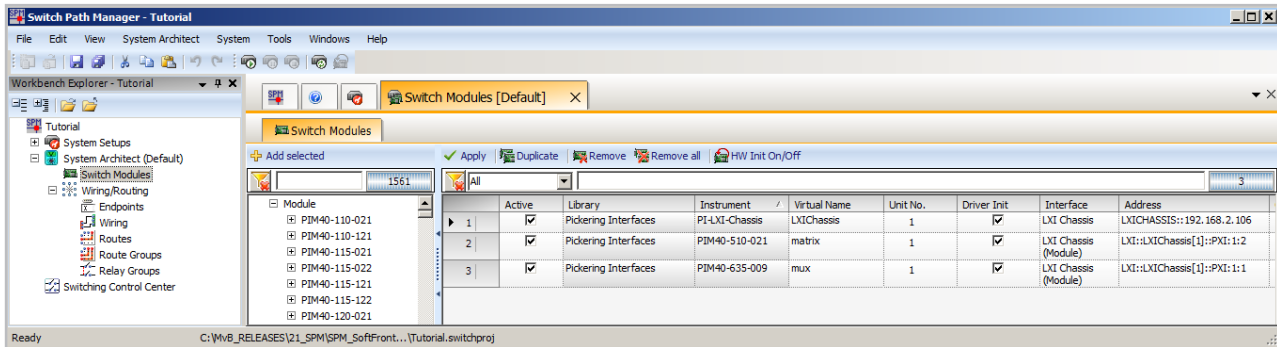 Switch Path Manager - Tutorial
File Edit View System Architect System Tools Windows Help
Workbench Explorer - Tutorial
Switch Modules [Default]
Tutorial
System Setups
System Architect (Default)
Switch Modules
Wiring/Routing
Endpoints
Wiring
Routes
Route Groups
Relay Groups
Switching Control Center
Switch Modules
Add selected
Apply Duplicate Remove Remove all HW Init On/Off
1561
All
3
Module
PIM40-110-021
PIM40-110-121
PIM40-115-021
PIM40-115-022
PIM40-115-121
PIM40-115-122
PIM40-120-021
Active Library Instrument Virtual Name Unit No. Driver Init Interface Address
1 Pickering Interfaces PI-LXI-Chassis LXIChassis 1 LXI Chassis LXICHASSIS::192.168.2.106
2 Pickering Interfaces PIM40-510-021 matrix 1 LXI Chassis (Module) LXI::LXIChassis[1]::PXI:1:2
3 Pickering Interfaces PIM40-635-009 mux 1 LXI Chassis (Module) LXI::LXIChassis[1]::PXI:1:1
Ready C:\MvB_RELEASES\21_SPM\SPM_SoftFront...\Tutorial.switchproj